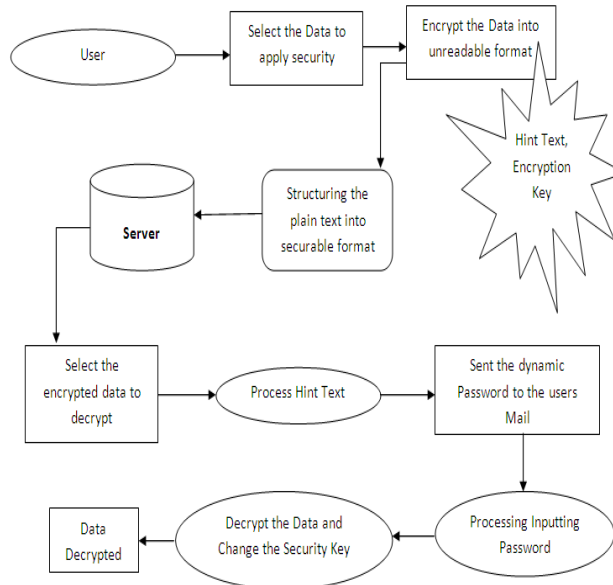 User
Select the Data to
apply security
Encrypt the Data into
unreadable format
Hint Text,
Encryption
Key
Structuring the
plain text into
securable format
Server
Select the
encrypted data to
decrypt
Process Hint Text
Sent the dynamic
Password to the users
Mail
Processing Inputting
Password
Decrypt the Data and
Change the Security Key
Data
Decrypted